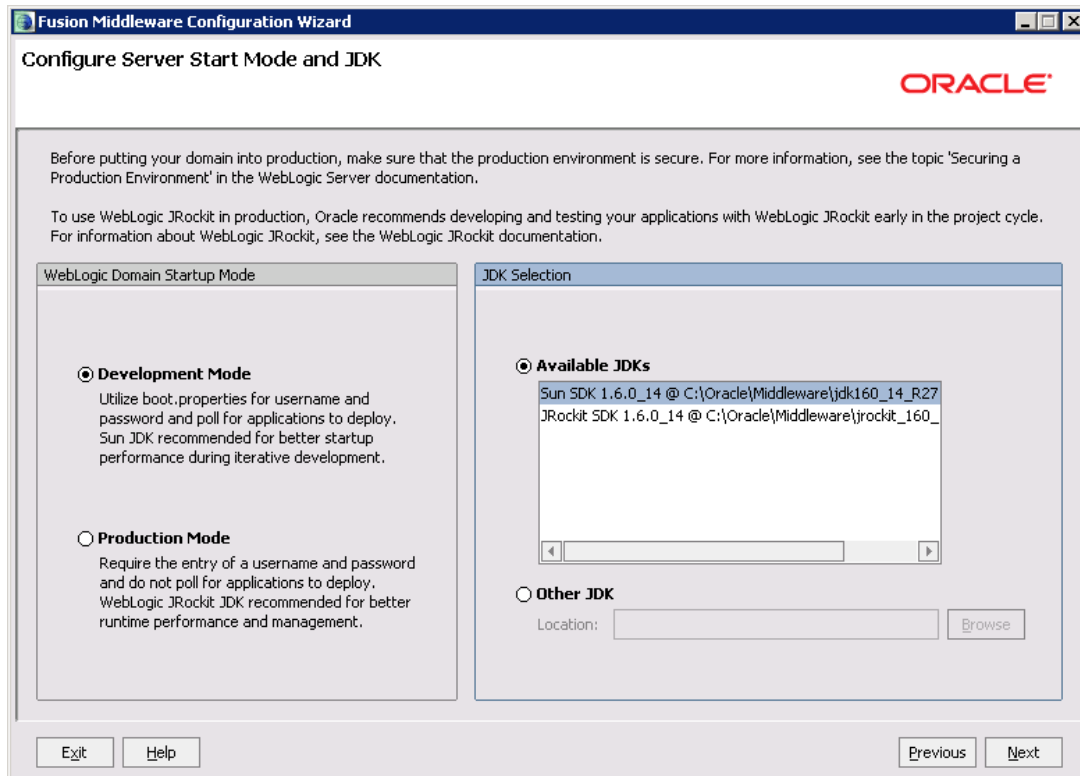 Fusion Middleware Configuration Wizard
Configure Server Start Mode and JDK
ORACLE
Before putting your domain into production, make sure that the production environment is secure. For more information, see the topic 'Securing a
Production Environment' in the WebLogic Server documentation.
To use WebLogic JRockit in production, Oracle recommends developing and testing your applications with WebLogic JRockit early in the project cycle.
For information about WebLogic JRockit, see the WebLogic JRockit documentation.
WebLogic Domain Startup Mode
Development Mode
Utilize boot.properties for username and
password and poll for applications to deploy.
Sun JDK recommended for better startup
performance during iterative development.
Production Mode
Require the entry of a username and password
and do not poll for applications to deploy.
WebLogic JRockit JDK recommended for better
runtime performance and management.
JDK Selection
Available JDKs
Sun SDK 1.6.0_14 @ C:\Oracle\Middleware\jdk160_14_R27
JRockit SDK 1.6.0_14 @ C:\Oracle\Middleware\jrockit_160_
Other JDK
Location:
Browse
Exit
Help
Previous
Next